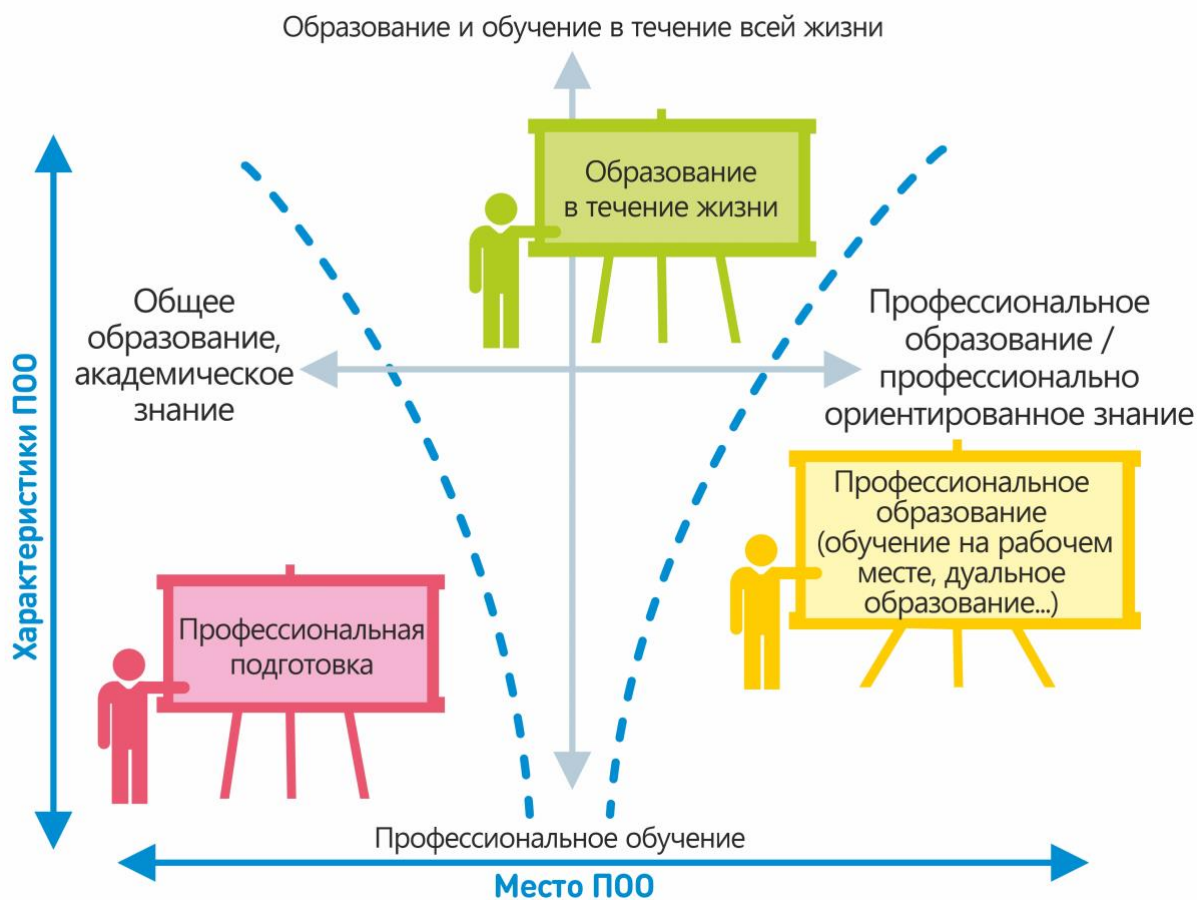 Образование и обучение в течение всей жизни
Образование
в течение жизни
Общее
образование,
академическое
знание
Профессиональное
образование /
профессионально
ориентированное знание
Характеристики ПОО
Профессиональное
образование
(обучение на рабочем
месте, дуальное
образование...)
Профессиональная
подготовка
Профессиональное обучение
Место ПОО